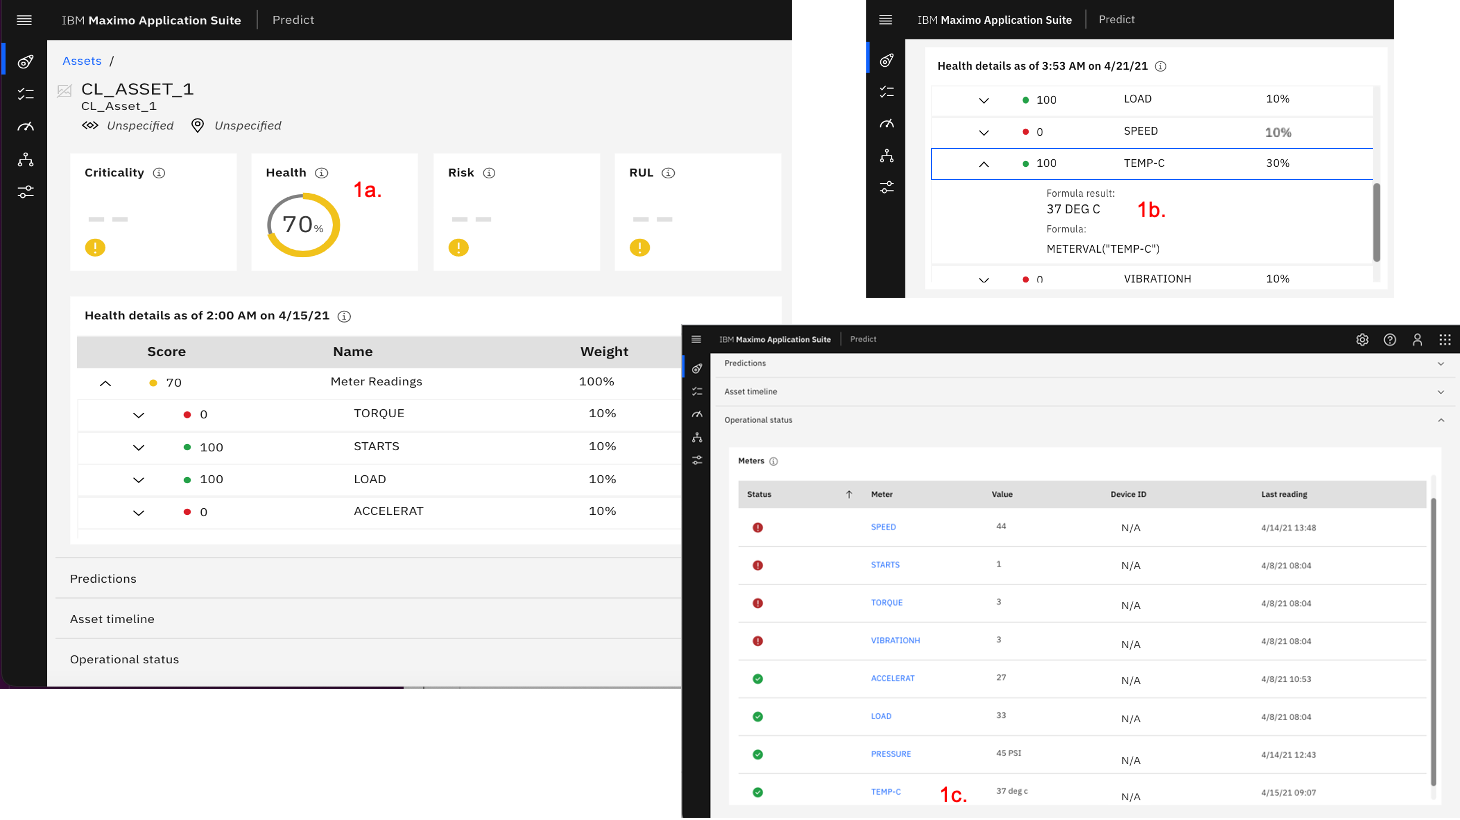 IBM Maximo Application Suite Predict
Assets /
CL_ASSET_1
CL_Asset_1
Unspecified Unspecified
Criticality
Health
1a.
Risk
RUL
70%
Health details as of 2:00 AM on 4/15/21
Score Name Weight
70 Meter Readings 100%
0 TORQUE 10%
100 STARTS 10%
100 LOAD 10%
0 ACCELERAT 10%
Predictions
Asset timeline
Operational status
IBM Maximo Application Suite Predict
Health details as of 3:53 AM on 4/21/21
100 LOAD 10%
0 SPEED 10%
100 TEMP-C 30%
Formula result:
37 DEG C
1b.
Formula:
METERVAL("TEMP-C")
0 VIBRATIONH 10%
IBM Maximo Application Suite Predict
Predictions
Asset timeline
Operational status
Meters
Status Meter Value Device ID Last reading
SPEED 44 N/A 4/14/21 13:48
STARTS 1 N/A 4/8/21 08:04
TORQUE 3 N/A 4/8/21 08:04
VIBRATIONH 3 N/A 4/8/21 08:04
ACCELERAT 27 N/A 4/8/21 10:53
LOAD 33 N/A 4/8/21 08:04
PRESSURE 45 PSI N/A 4/14/21 12:43
TEMP-C 1c. 37 deg c N/A 4/15/21 09:07